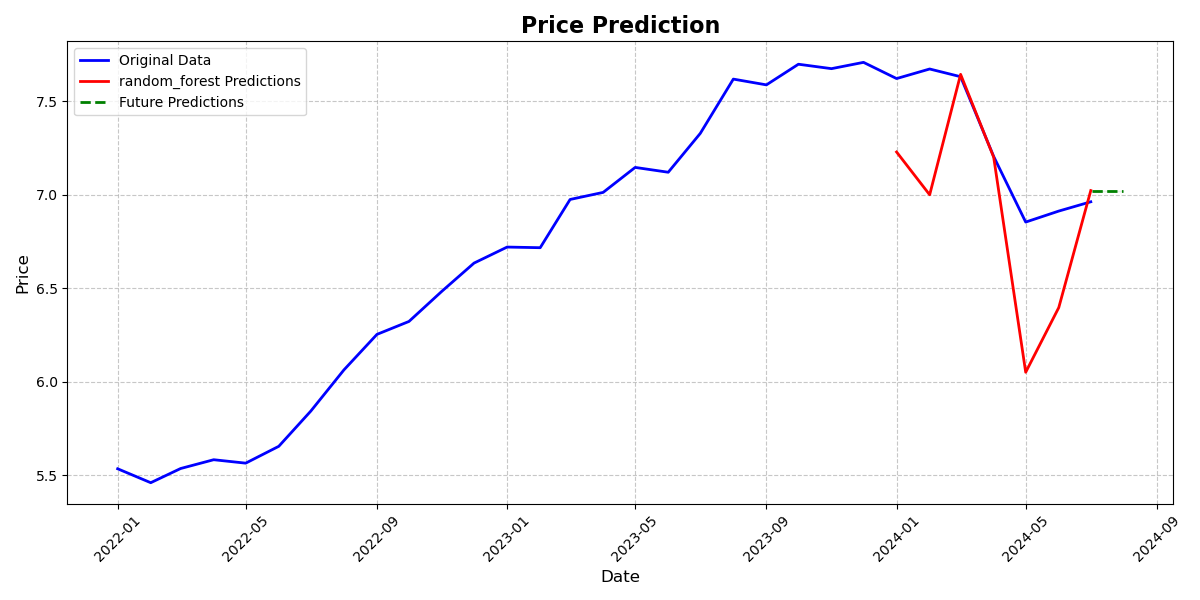 Price Prediction
Original Data
random_forest Predictions
Future Predictions
Price
7.5
7.0
6.5
6.0
5.5
2022-01
2022-05
2022-09
2023-01
2023-05
2023-09
2024-01
2024-05
2024-09
Date